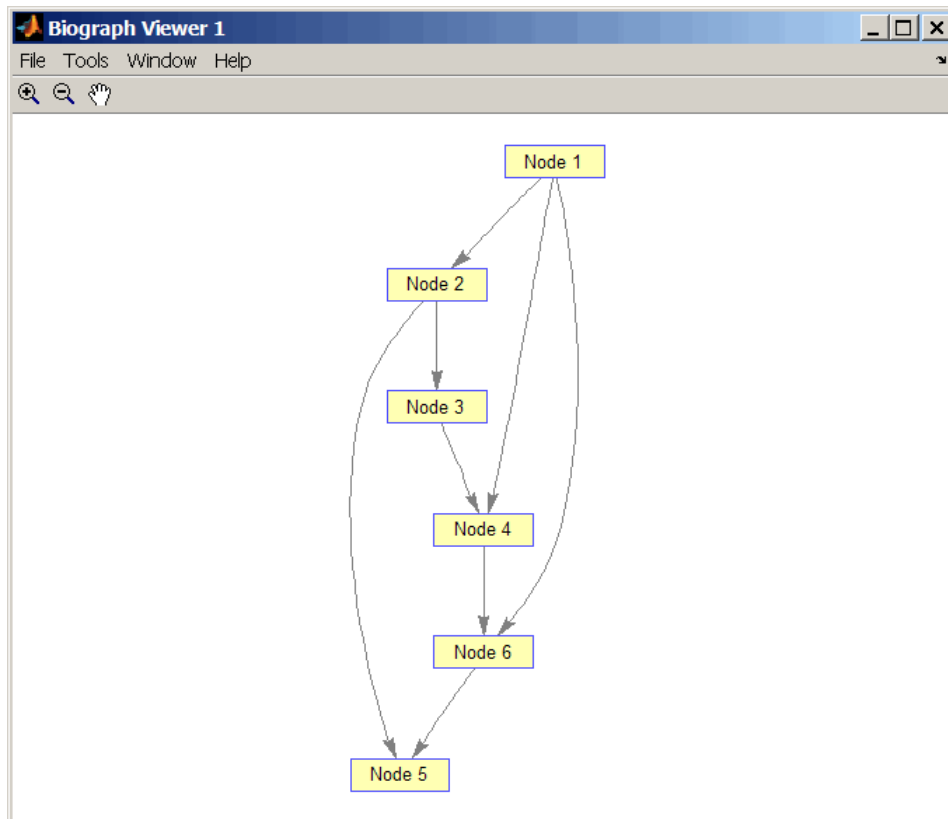 Biograph Viewer 1
File Tools Window Help
Node 1
Node 2
Node 3
Node 4
Node 6
Node 5